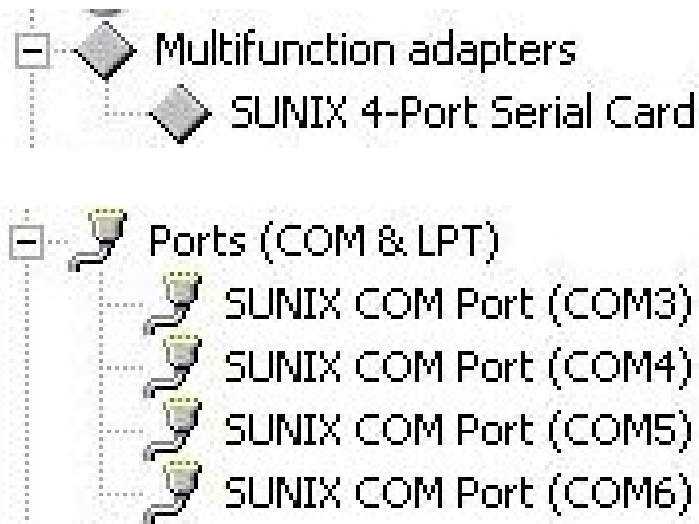 Multifunction adapters
SUNIX 4-Port Serial Card
Ports (COM & LPT)
SUNIX COM Port (COM3)
SUNIX COM Port (COM4)
SUNIX COM Port (COM5)
SUNIX COM Port (COM6)